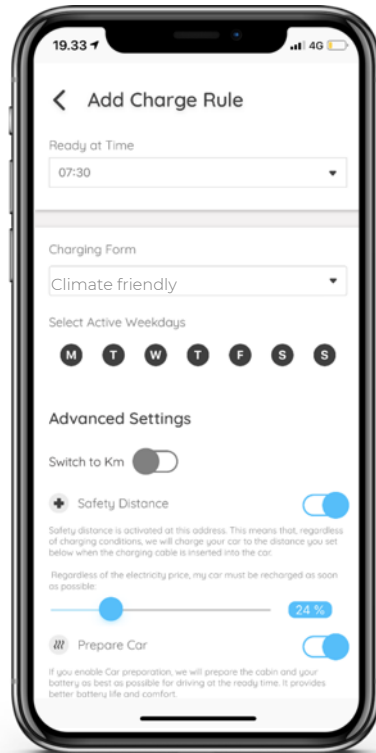 19.33
4G
Add Charge Rule
Ready at Time
07:30
Charging Form
Climate friendly
Select Active Weekdays
M T W T F S S
Advanced Settings
Switch to Km
Safety Distance
Safety distance is activated at this address. This means that, regardless
of charging conditions, we will charge your car to the distance you set
below when the charging cable is inserted into the car.
Regardless of the electricity price, my car must be recharged as soon
as possible:
24 %
Prepare Car
If you enable Car preparation, we will prepare the cabin and your
battery as best as possible for driving at the ready time. It provides
better battery life and comfort.